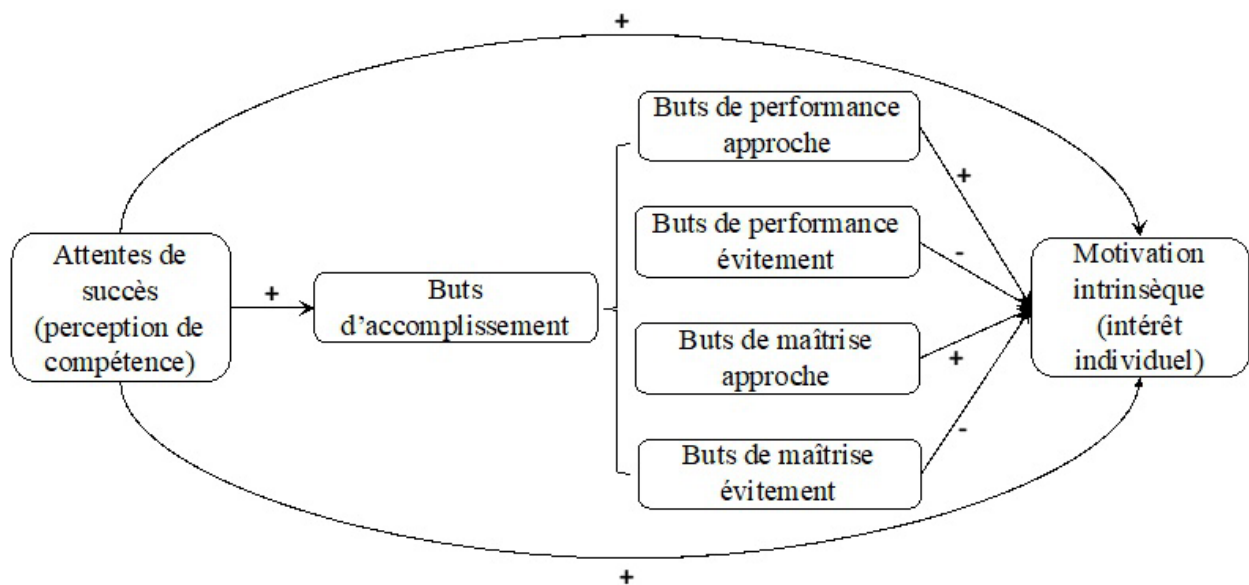 +
Buts de performance
approche
+
Buts de performance
évitement
-
Attentes de
succès
(perception de
compétence)
+
Buts
d’accomplissement
Motivation
intrinsèque
(intérêt
individuel)
Buts de maîtrise
approche
+
Buts de maîtrise
évitement
-
+